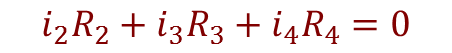 i₂R₂ + i₃R₃ + i₄R₄ = 0